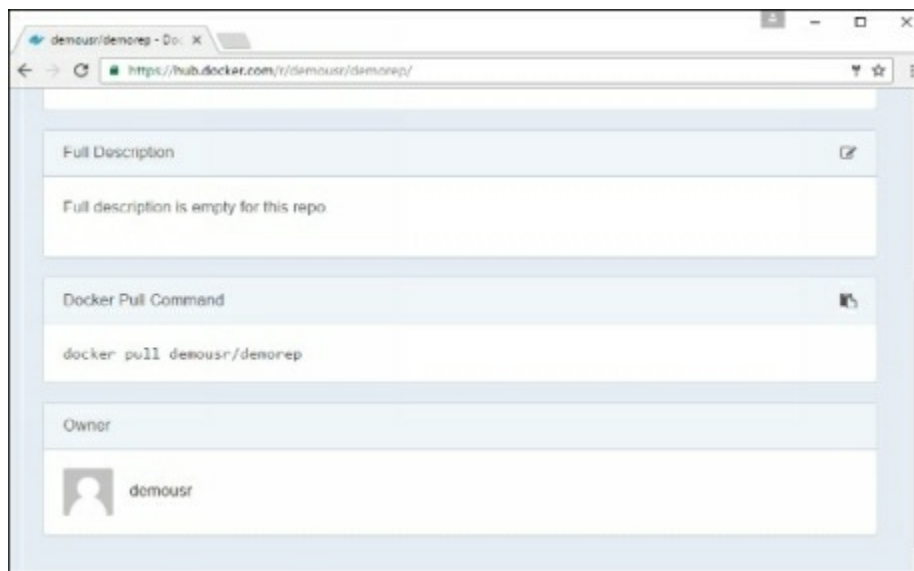 demousr/demorep - Doc
https://hub.docker.com/r/demousr/demorep/
Full Description
Full description is empty for this repo.
Docker Pull Command
docker pull demousr/demorep
Owner
demousr